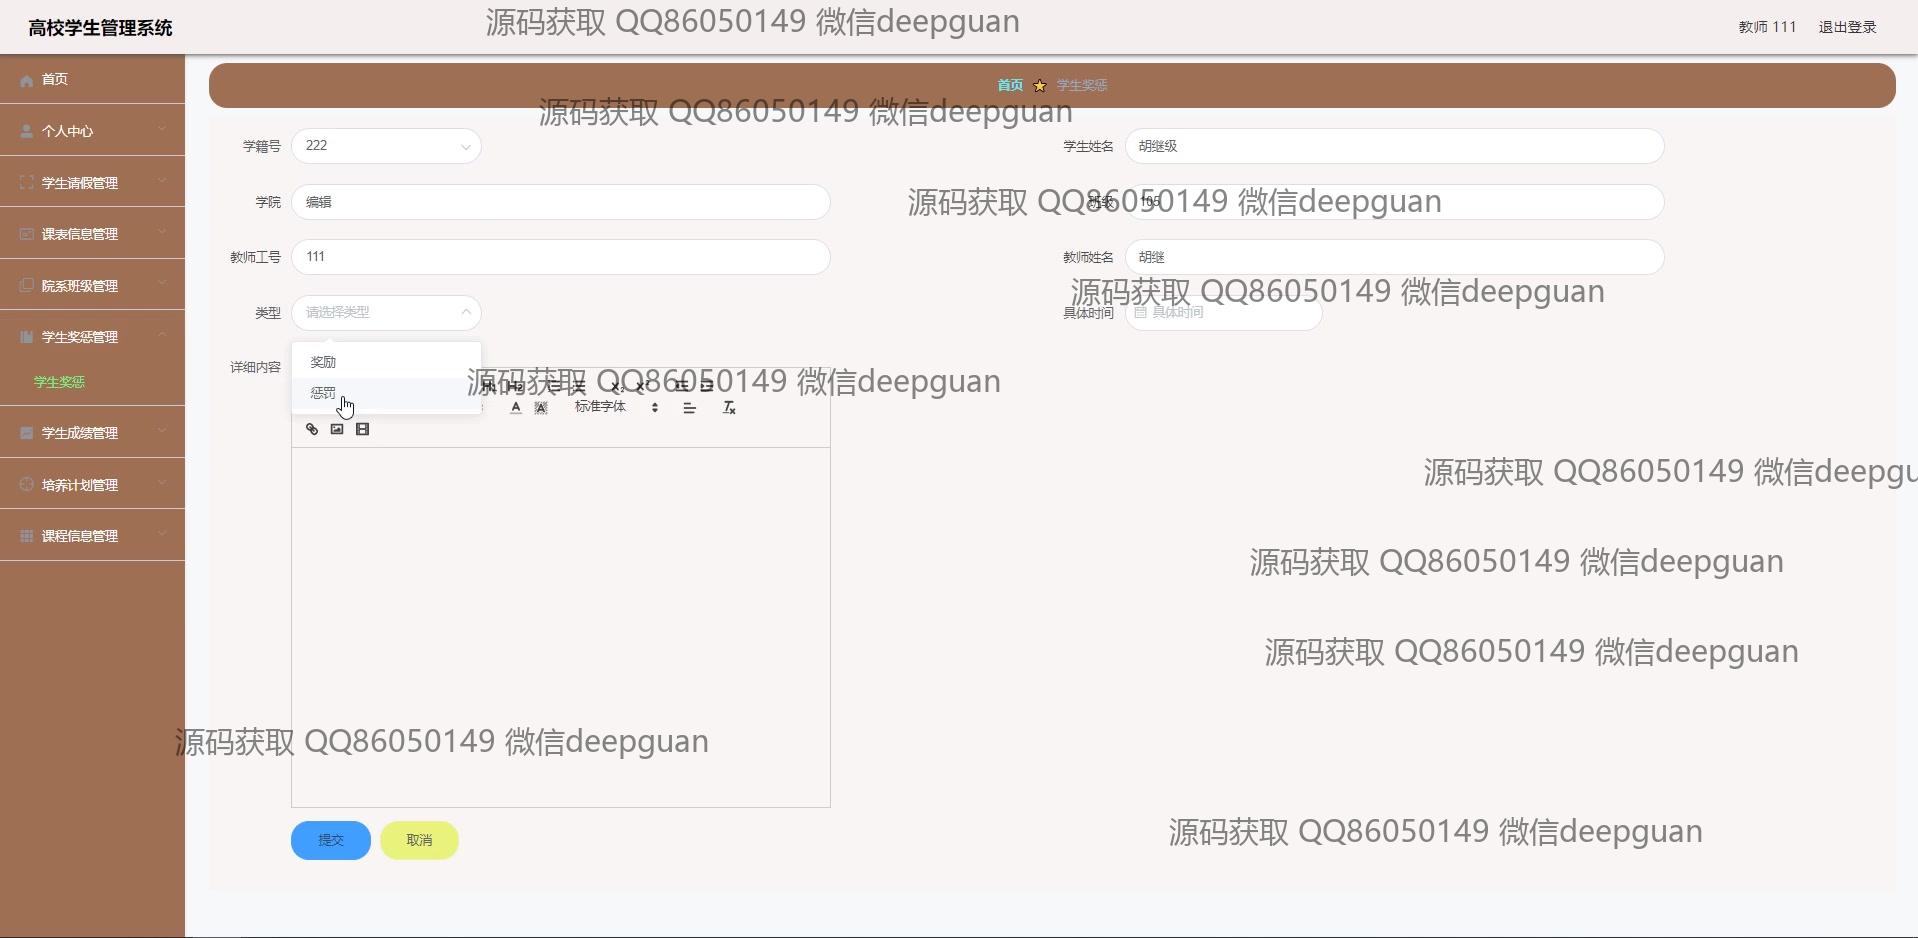 高校学生管理系统
源码获取 QQ86050149 微信deepguan
教师 111
退出登录
首页
个人中心
学生请假管理
课表信息管理
院系班级管理
学生奖惩管理
学生奖惩
学生成绩管理
培养计划管理
课程信息管理
首页
学生奖惩
源码获取 QQ86050149 微信deepguan
学籍号 222
学生姓名 胡继级
学院 编辑
班级 105
源码获取 QQ86050149 微信deepguan
教师工号 111
教师姓名 胡继
源码获取 QQ86050149 微信deepguan
类型 请选择类型
具体时间 具体时间
奖励
惩罚
详细内容
源码获取 QQ86050149 微信deepguan
标准字体
源码获取 QQ86050149 微信deepgu
源码获取 QQ86050149 微信deepguan
源码获取 QQ86050149 微信deepguan
源码获取 QQ86050149 微信deepguan
源码获取 QQ86050149 微信deepguan
提交
取消